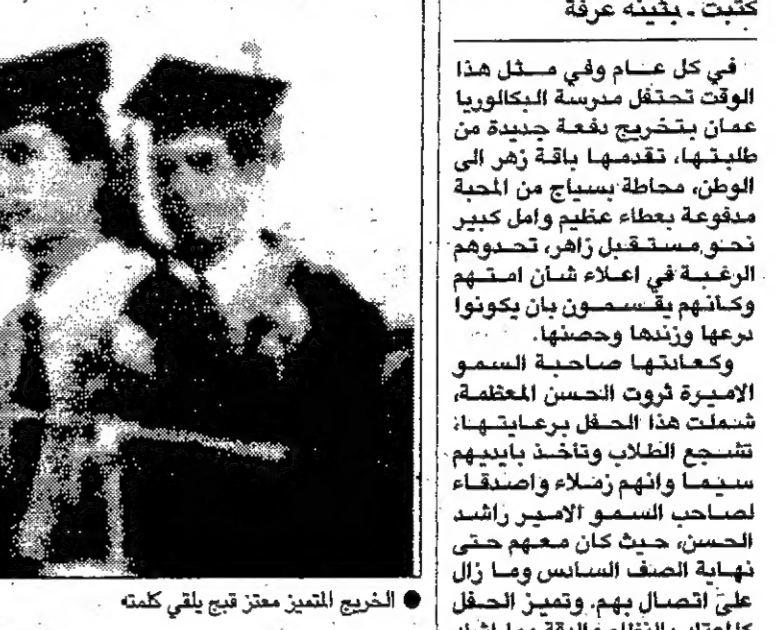 كتبت ـ بثينه عرفة
في كل عام وفي مثل هذا
الوقت تحتفل مدرسة البكالوريا
عمان بتخريج دفعة جديدة من
طلبتها، تقدمها باقة زهر الى
الوطن، محاطة بسياج من المحبة
مدفوعة بعطاء عظيم وامل كبير
نحو مستقبل زاهر، تحدوهم
الرغبة في اعلاء شأن امتهم
وكأنهم يقسمون بان يكونوا
درعها وزندها وحصنها.
وكعادتها صاحبة السمو
الاميرة ثروت الحسن المعظمة،
شملت هذا الحفل برعايتها،
تشجع الطلاب وتأخذ بايديهم
سيما وانهم زملاء واصدقاء
لصاحب السمو الامير راشد
الحسن، حيث كان معهم حتى
نهاية الصف السادس وما زال
على اتصال بهم. وتميز الحفل
● الخريج المتميز معتز قبج يلقي كلمته